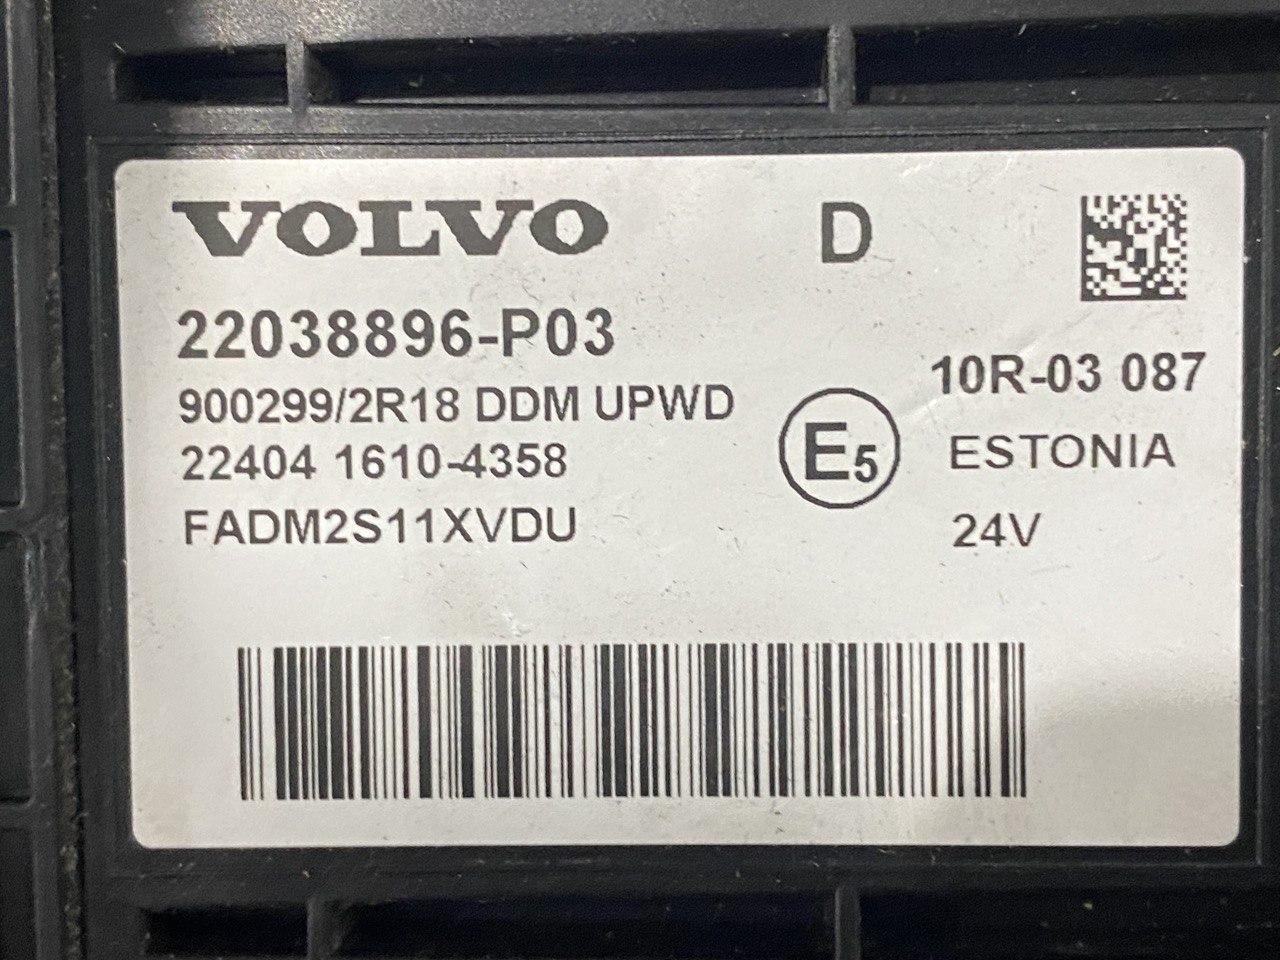 VOLVO
D
22038896-P03
900299/2R18 DDM UPWD
22404 1610-4358
FADM2S11XVDU
E5
10R-03 087
ESTONIA
24V